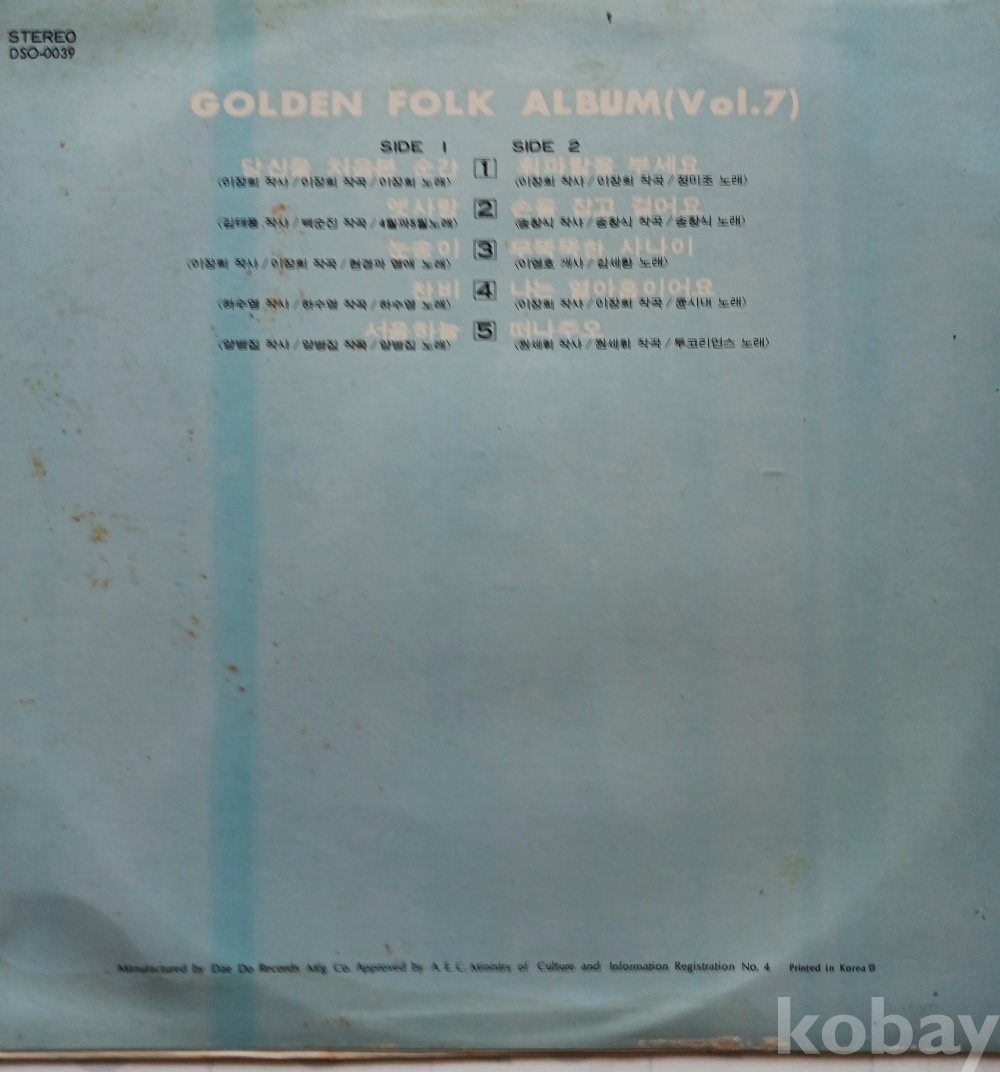 STEREO
DSO-0039
GOLDEN FOLK ALBUM(Vol.7)
SIDE 1
당신을 처음본 순간
〈이장희 작사 / 이장희 작곡 / 이장희 노래〉
옛사랑
〈김태풍 작사 / 백순진 작곡 / 4월과5월노래〉
눈송이
〈이장희 작사 / 이장희 작곡 / 현경과 영애 노래〉
찬비
〈하수영 작사 / 하수영 작곡 / 하수영 노래〉
서울하늘
〈양병집 작사 / 양병집 작곡 / 양병집 노래〉
1
2
3
4
5
SIDE 2
휘파람을 부세요
〈이장희 작사 / 이장희 작곡 / 정미조 노래〉
손을 잡고 걸어요
〈송창식 작사 / 송창식 작곡 / 송창식 노래〉
무뚝뚝한 사나이
〈이영호 개사 / 김세환 노래〉
나는 열아홉이어요
〈이장희 작사 / 이장희 작곡 / 윤시내 노래〉
떠나주오
〈원세휘 작사 / 원세휘 작곡 / 투코리언스 노래〉
Manufactured by Dae Do Records Mfg. Co. Approved by A. E. C. Ministry of Culture and Information Registration No. 4 Printed in Korea
kobay